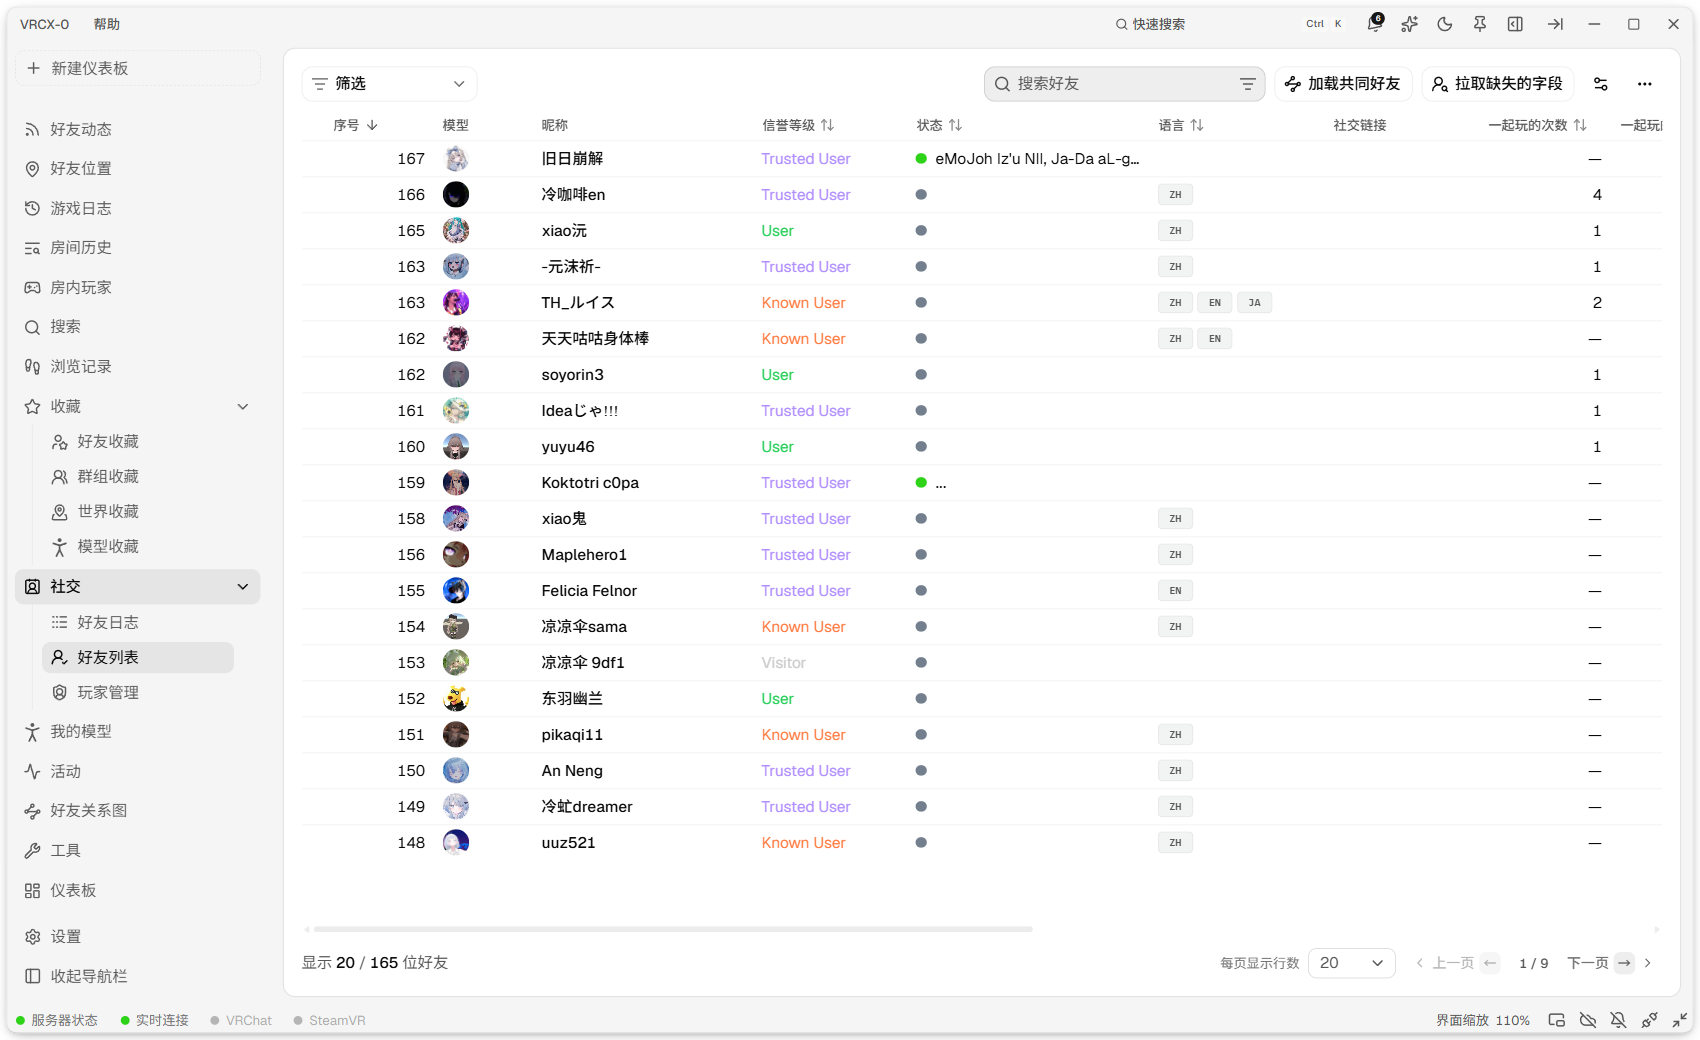 VRCX-0 帮助 快速搜索 Ctrl K 6
新建仪表板
好友动态
好友位置
游戏日志
房间历史
房内玩家
搜索
浏览记录
收藏
好友收藏
群组收藏
世界收藏
模型收藏
社交
好友日志
好友列表
玩家管理
我的模型
活动
好友关系图
工具
仪表板
设置
收起导航栏
筛选 搜索好友 加载共同好友 拉取缺失的字段
序号 模型 昵称 信誉等级 状态 语言 社交链接 一起玩的次数 一起玩
167 旧日崩解 Trusted User eMoJoh Iz'u NII, Ja-Da aL-g... —
166 冷咖啡en Trusted User ZH 4
165 xiao沅 User ZH 1
163 -元沫祈- Trusted User ZH 1
163 TH_ルイス Known User ZH EN JA 2
162 天天咕咕身体棒 Known User ZH EN —
162 soyorin3 User 1
161 Ideaじゃ!!! Trusted User 1
160 yuyu46 User 1
159 Koktotri c0pa Trusted User ... —
158 xiao鬼 Trusted User ZH —
156 Maplehero1 Trusted User ZH —
155 Felicia Felnor Trusted User EN —
154 凉凉伞sama Known User ZH —
153 凉凉伞 9df1 Visitor —
152 东羽幽兰 User —
151 pikaqi11 Known User ZH —
150 An Neng Trusted User ZH —
149 冷虻dreamer Trusted User ZH —
148 uuz521 Known User ZH —
显示 20 / 165 位好友 每页显示行数 20 上一页 1 / 9 下一页
服务器状态 实时连接 VRChat SteamVR 界面缩放 110%